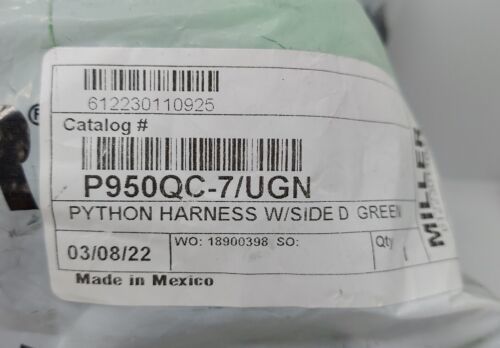 612230110925
Catalog #
P950QC-7/UGN
PYTHON HARNESS W/SIDE D GREEN
03/08/22
WO: 18900398 SO:
Qty
Made in Mexico
MILLER
R
®